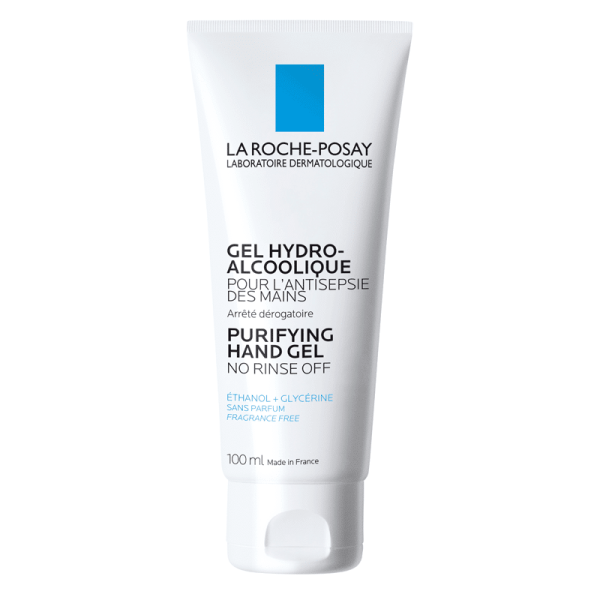 LA ROCHE-POSAY
LABORATOIRE DERMATOLOGIQUE
GEL HYDRO-
ALCOOLIQUE
POUR L'ANTISEPSIE
DES MAINS
Arrêté dérogatoire
PURIFYING
HAND GEL
NO RINSE OFF
ÉTHANOL + GLYCÉRINE
SANS PARFUM
FRAGRANCE FREE
100 ml Made in France